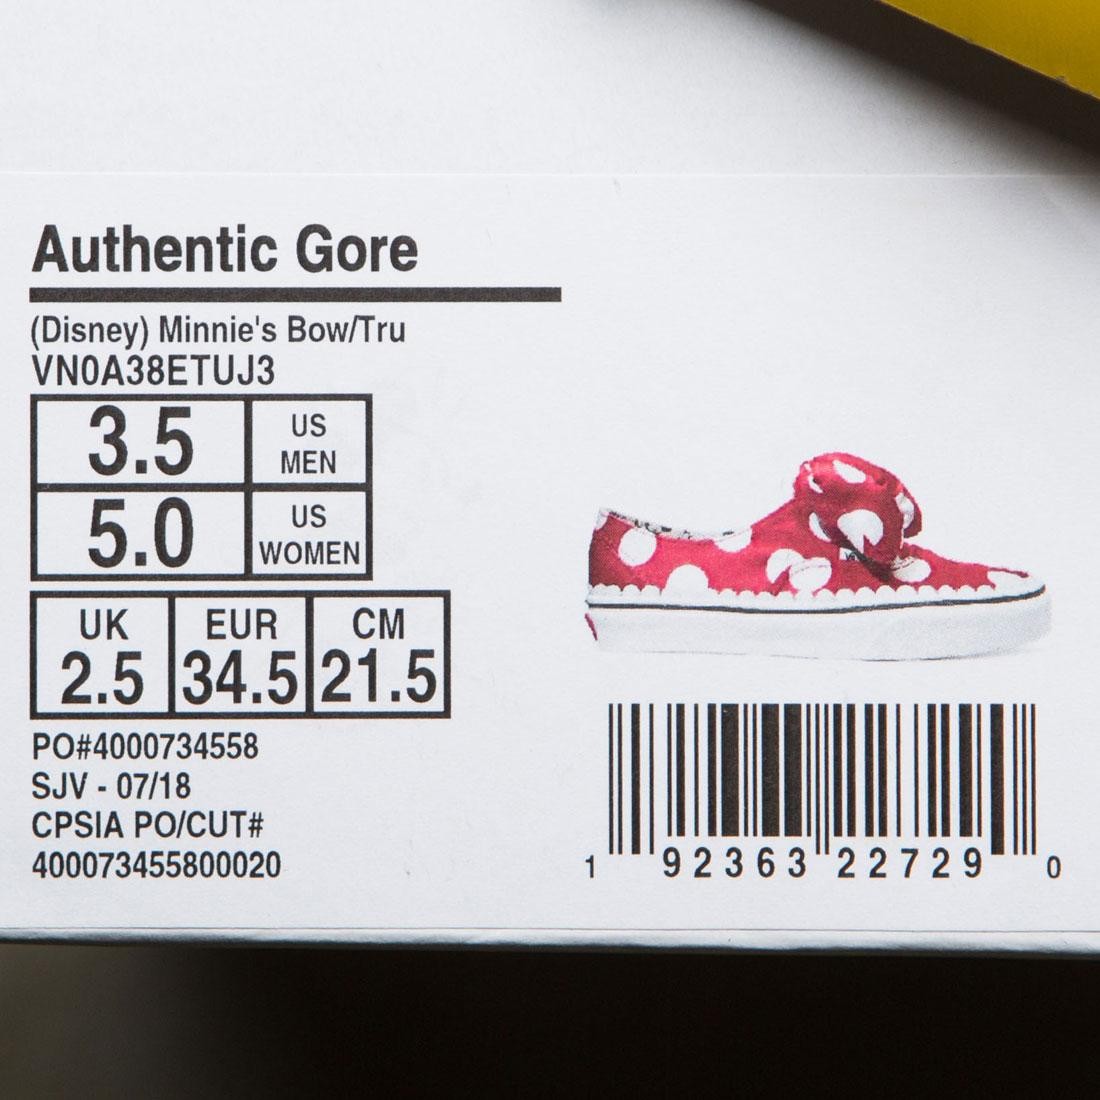 Authentic Gore
(Disney) Minnie's Bow/Tru
VN0A38ETUJ3
3.5 US MEN
5.0 US WOMEN
UK EUR CM
2.5 34.5 21.5
PO#4000734558
SJV - 07/18
CPSIA PO/CUT#
400073455800020
1 92363 22729 0